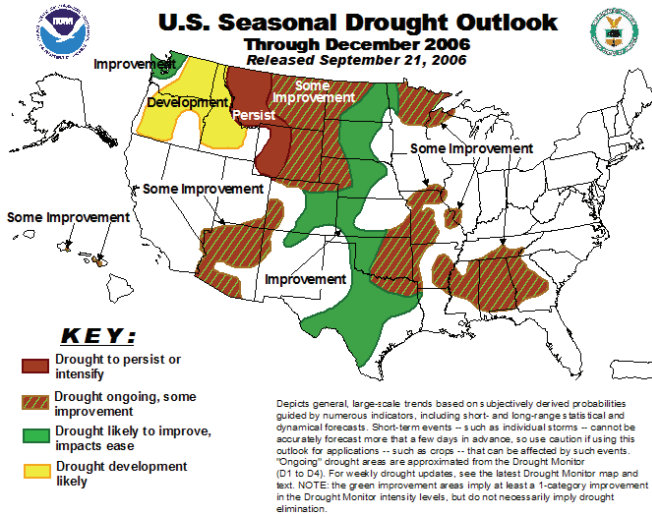 U.S. Seasonal Drought Outlook
Through December 2006
Released September 21, 2006
NOAA
Improvement
Development
Persist
Some
Improvement
Some Improvement
Some Improvement
Some Improvement
Improvement
KEY:
Drought to persist or
intensify
Drought ongoing, some
improvement
Drought likely to improve,
impacts ease
Drought development
likely
Depicts general, large-scale trends based on subjectively derived probabilities
guided by numerous indicators, including short- and long-range statistical and
dynamical forecasts. Short-term events -- such as individual storms -- cannot be
accurately forecast more that a few days in advance, so use caution if using this
outlook for applications -- such as crops -- that can be affected by such events.
"Ongoing" drought areas are approximated from the Drought Monitor
(D1 to D4). For weekly drought updates, see the latest Drought Monitor map and
text. NOTE: the green improvement areas imply at least a 1-category improvement
in the Drought Monitor intensity levels, but do not necessarily imply drought
elimination.